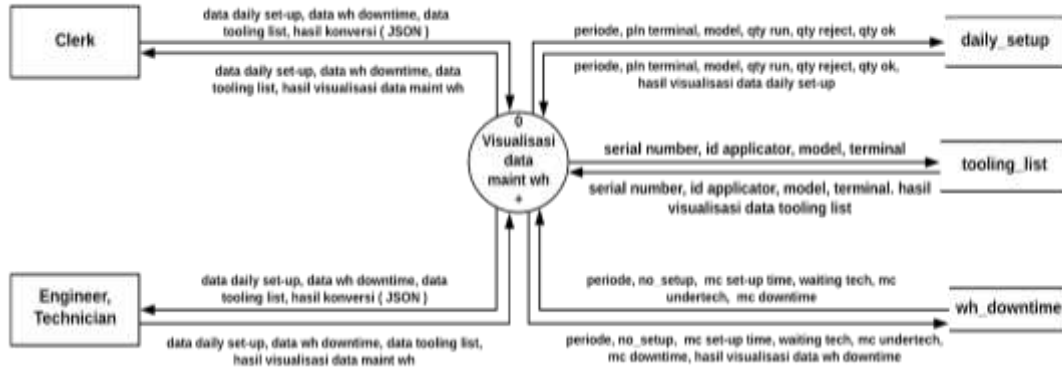 data daily set-up, data wh downtime, data
tooling list, hasil konversi ( JSON )
Clerk
data daily set-up, data wh downtime, data
tooling list, hasil visualisasi data maint wh
periode, pln terminal, model, qty run, qty reject, qty ok
daily_setup
periode, pln terminal, model, qty run, qty reject, qty ok,
hasil visualisasi data daily set-up
0
Visualisasi
data
maint wh
+
serial number, id applicator, model, terminal
tooling_list
serial number, id applicator, model, terminal. hasil
visualisasi data tooling list
data daily set-up, data wh downtime, data
tooling list, hasil konversi ( JSON )
Engineer,
Technician
data daily set-up, data wh downtime, data tooling list,
hasil visualisasi data maint wh
periode, no_setup, mc set-up time, waiting tech, mc
undertech, mc downtime
wh_downtime
periode, no_setup, mc set-up time, waiting tech, mc undertech,
mc downtime, hasil visualisasi data wh downtime